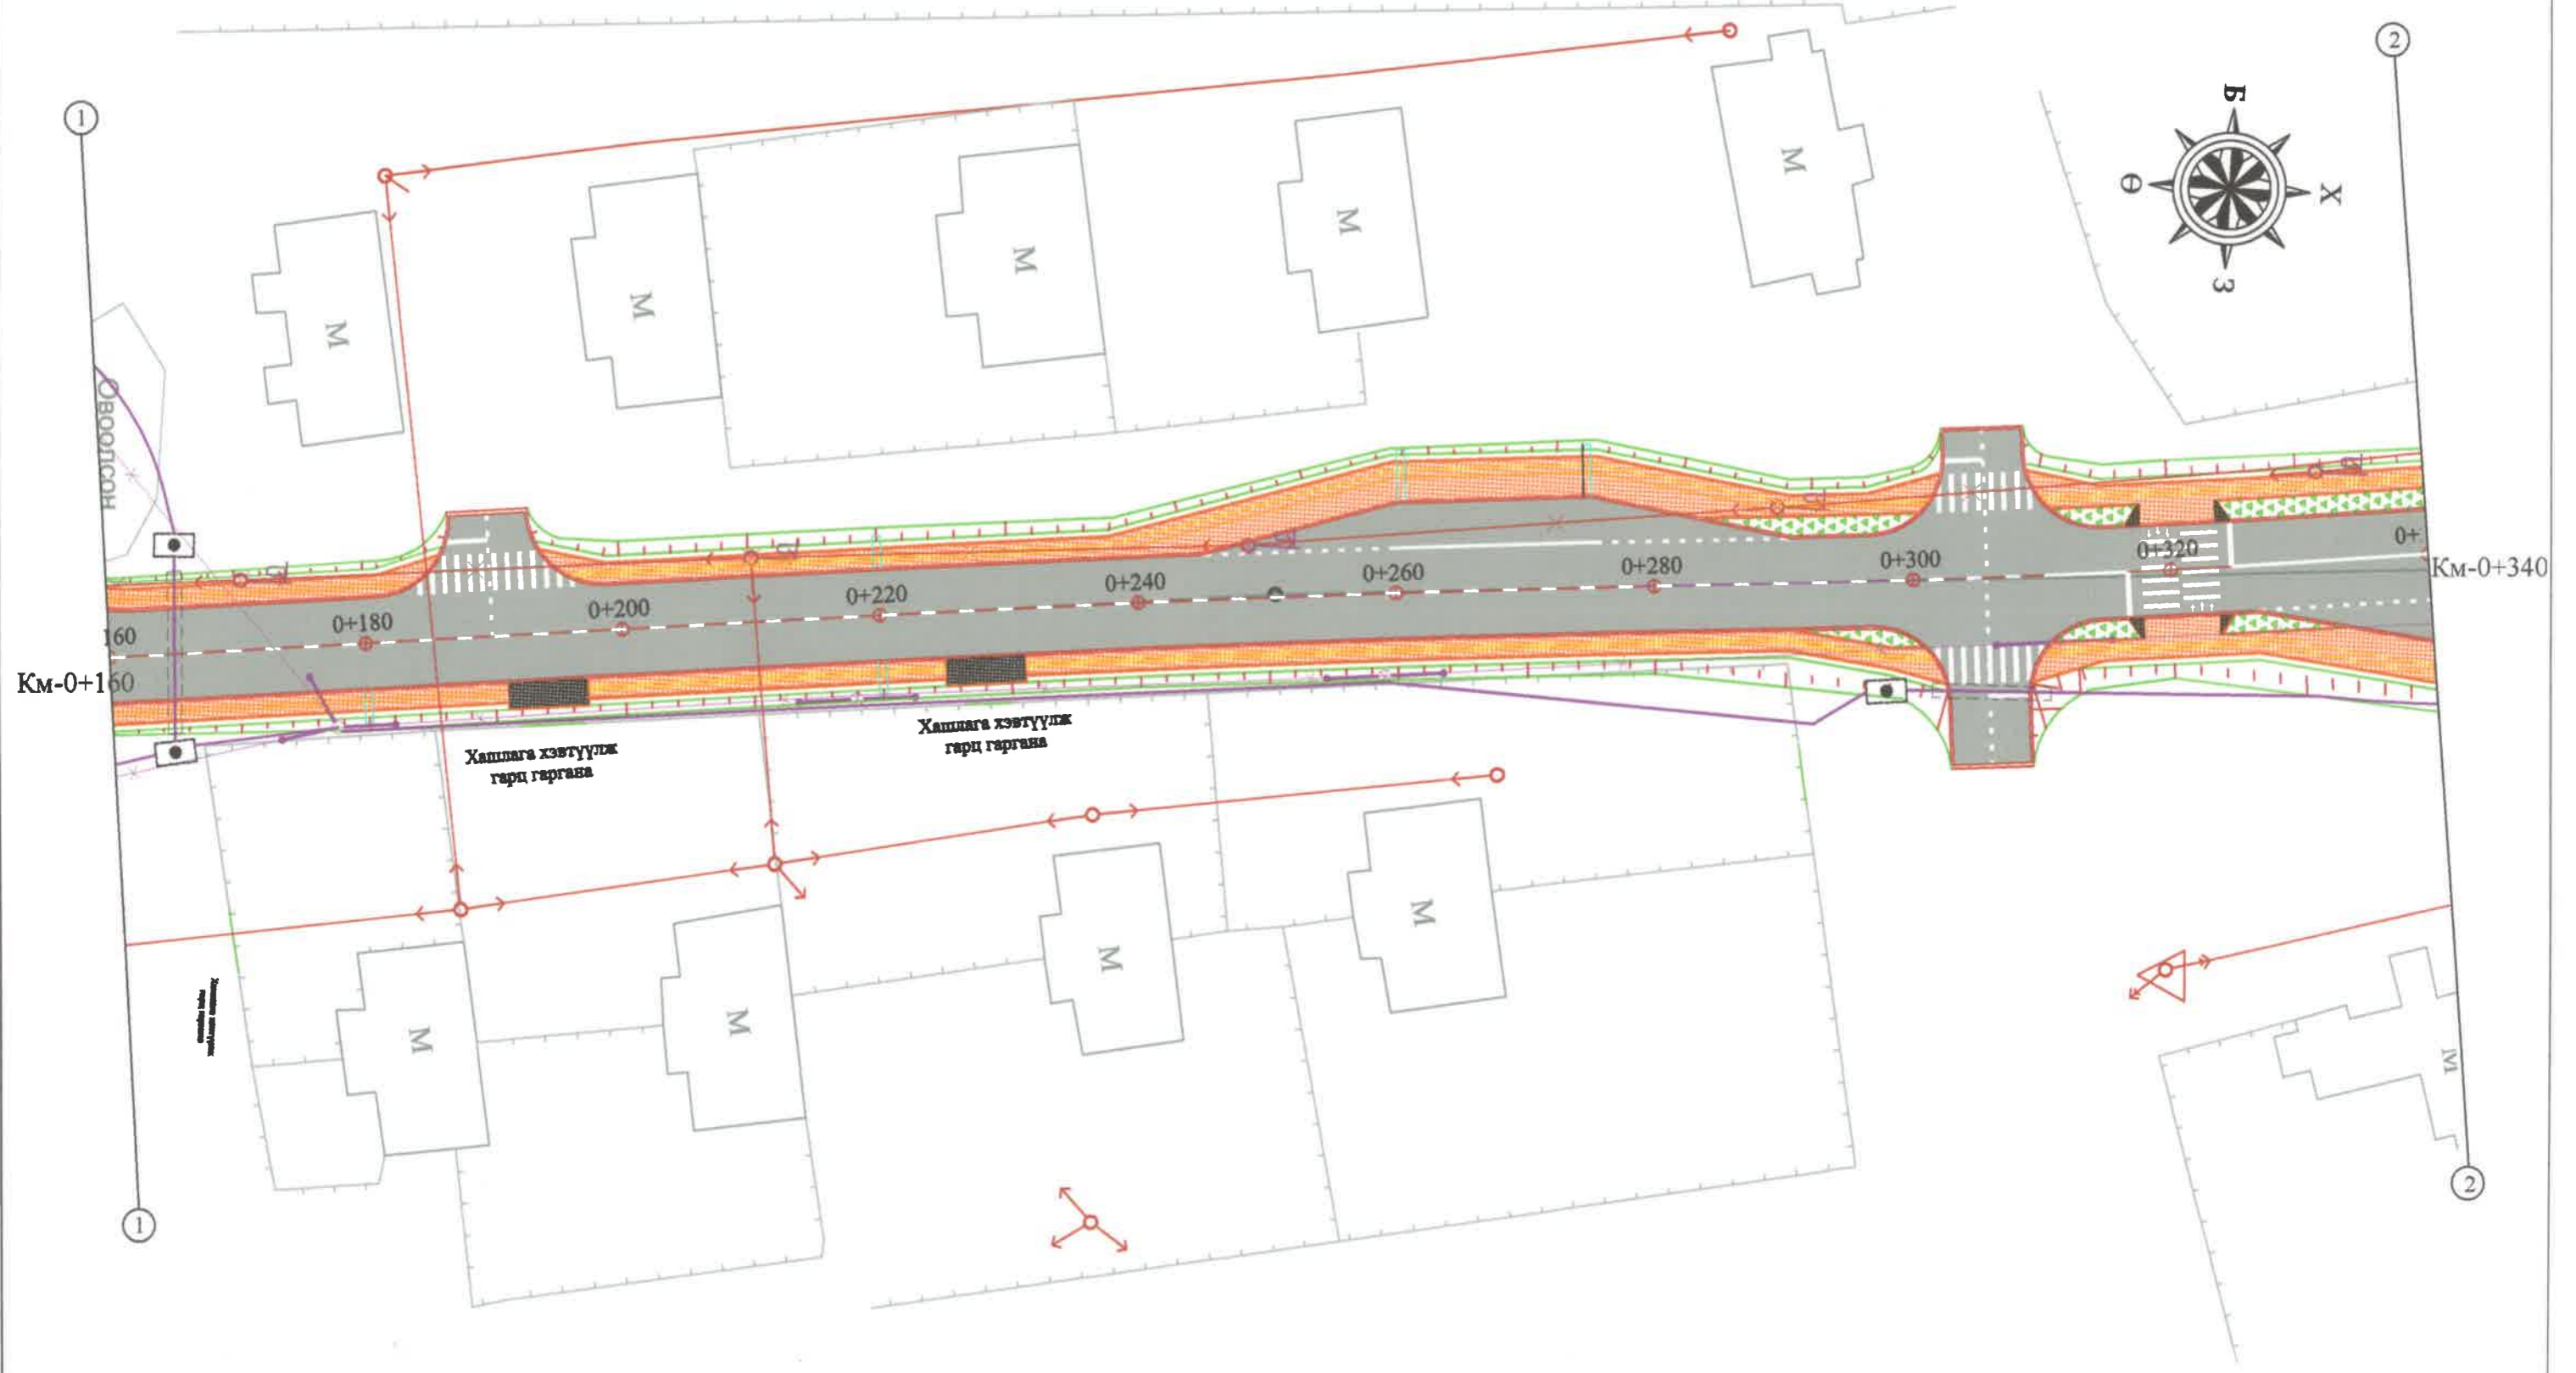 1
2
Б
Ө
Х
З
М
М
М
М
М
Овоолсон
160
0+180
0+200
0+220
0+240
0+260
0+280
0+300
0+320
0+
Км-0+340
Км-0+160
Хашлага хэвтүүлж
гарц гаргана
Хашлага хэвтүүлж
гарц гаргана
М
М
М
М
М
1
2